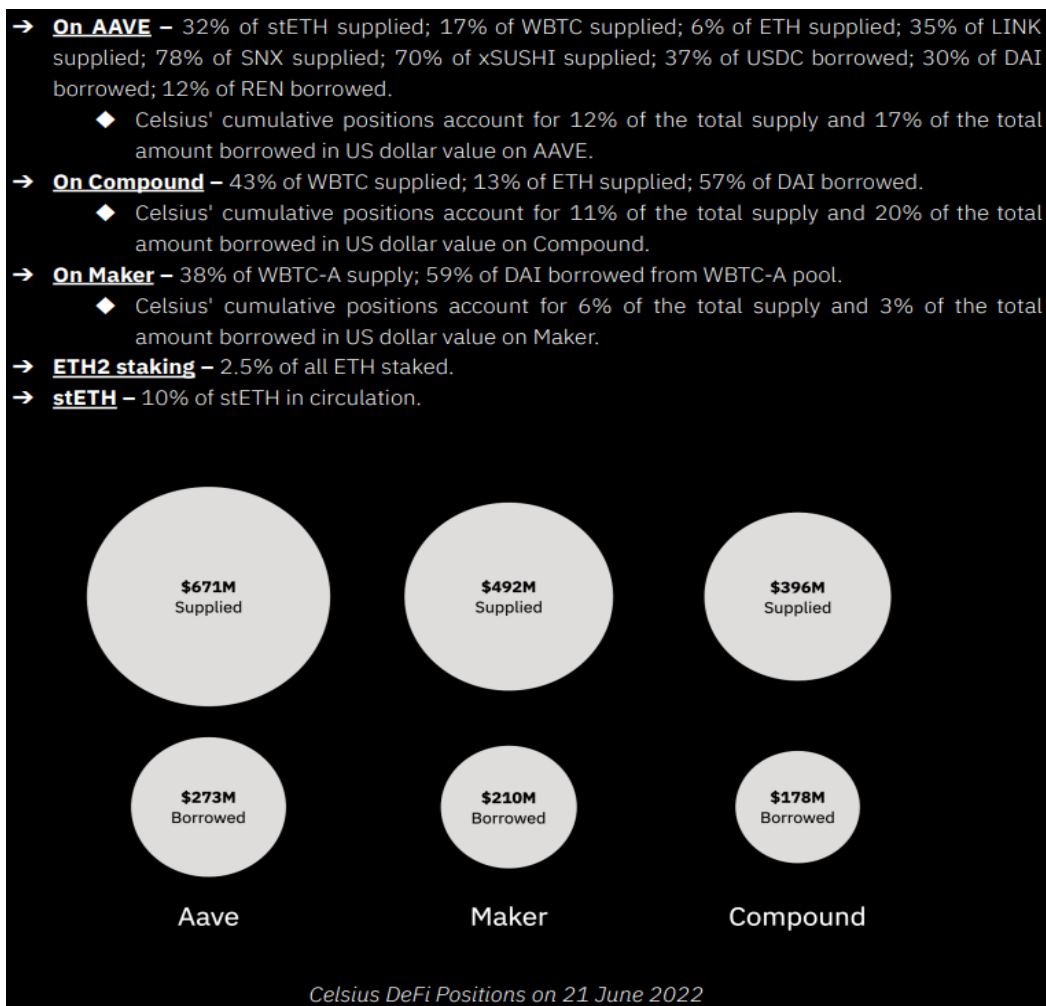 ➔ On AAVE – 32% of stETH supplied; 17% of WBTC supplied; 6% of ETH supplied; 35% of LINK
supplied; 78% of SNX supplied; 70% of xSUSHI supplied; 37% of USDC borrowed; 30% of DAI
borrowed; 12% of REN borrowed.
◆ Celsius' cumulative positions account for 12% of the total supply and 17% of the total
amount borrowed in US dollar value on AAVE.
➔ On Compound – 43% of WBTC supplied; 13% of ETH supplied; 57% of DAI borrowed.
◆ Celsius' cumulative positions account for 11% of the total supply and 20% of the total
amount borrowed in US dollar value on Compound.
➔ On Maker – 38% of WBTC-A supply; 59% of DAI borrowed from WBTC-A pool.
◆ Celsius' cumulative positions account for 6% of the total supply and 3% of the total
amount borrowed in US dollar value on Maker.
➔ ETH2 staking – 2.5% of all ETH staked.
➔ stETH – 10% of stETH in circulation.
$671M
Supplied
$492M
Supplied
$396M
Supplied
$273M
Borrowed
$210M
Borrowed
$178M
Borrowed
Aave
Maker
Compound
Celsius DeFi Positions on 21 June 2022